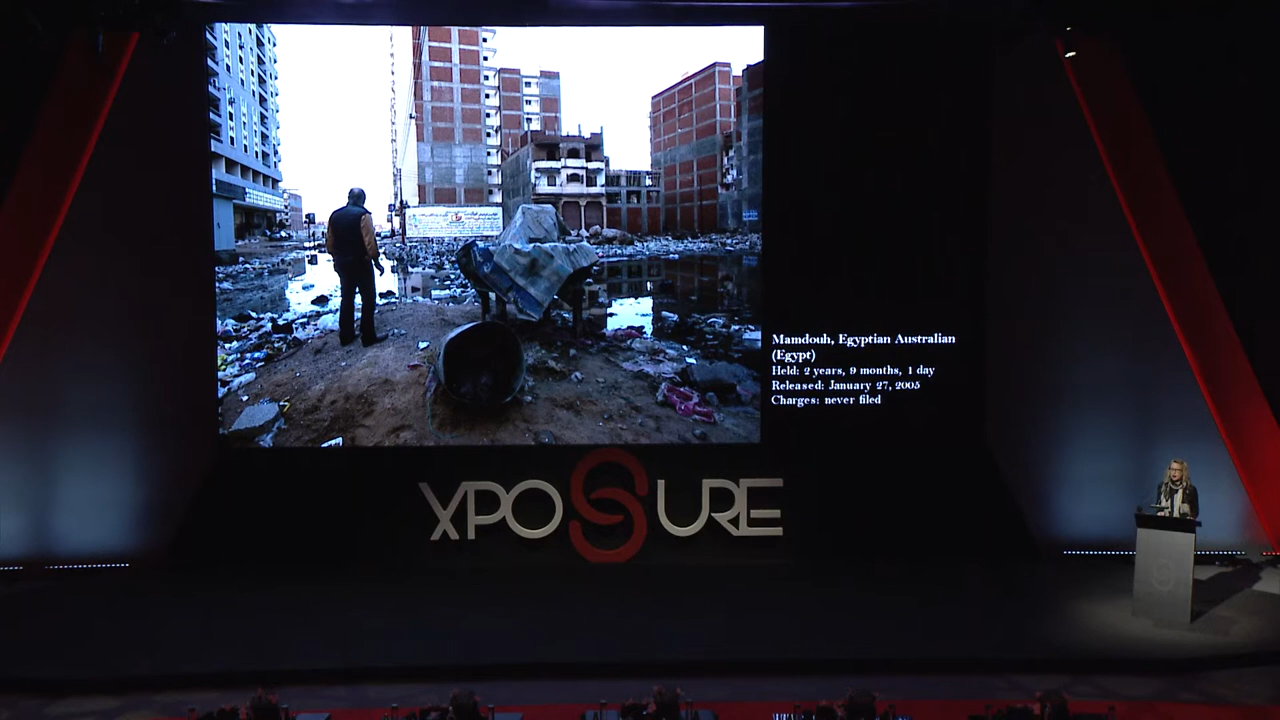 Mamdouh, Egyptian Australian
(Egypt)
Held: 2 years, 9 months, 1 day
Released: January 27, 2005
Charges: never filed
XPOSURE